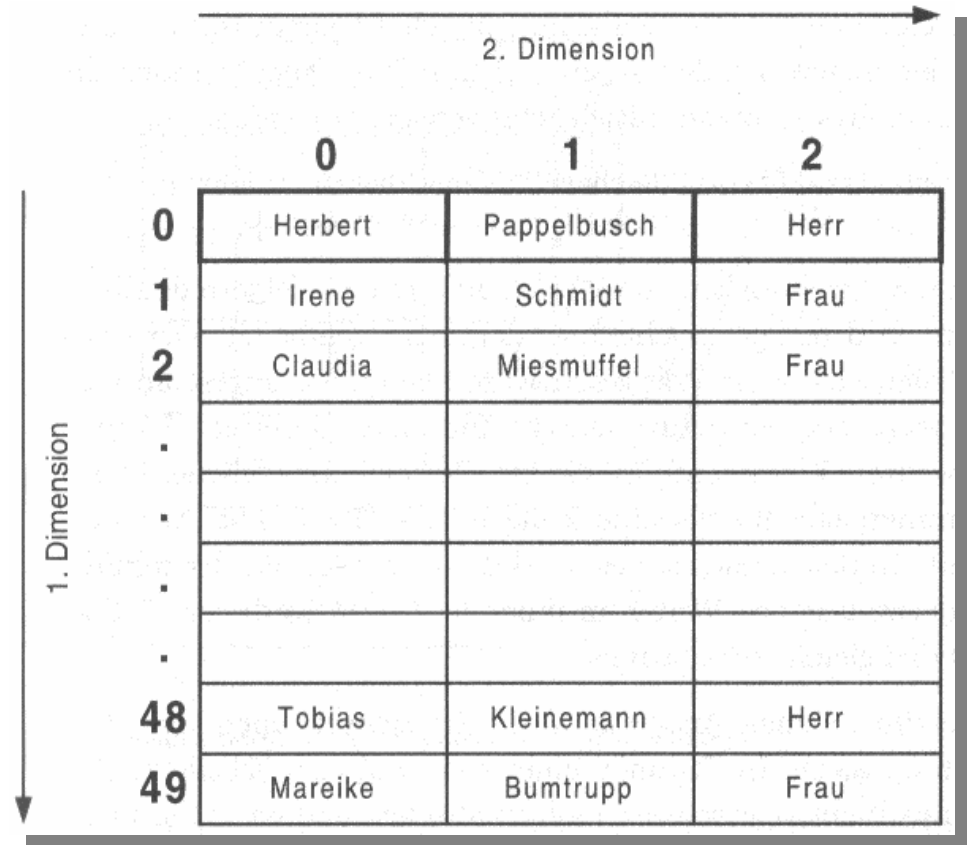 2. Dimension
0 1 2
0 Herbert Pappelbusch Herr
1 Irene Schmidt Frau
2 Claudia Miesmuffel Frau
.
.
.
.
48 Tobias Kleinemann Herr
49 Mareike Bumtrupp Frau
1. Dimension